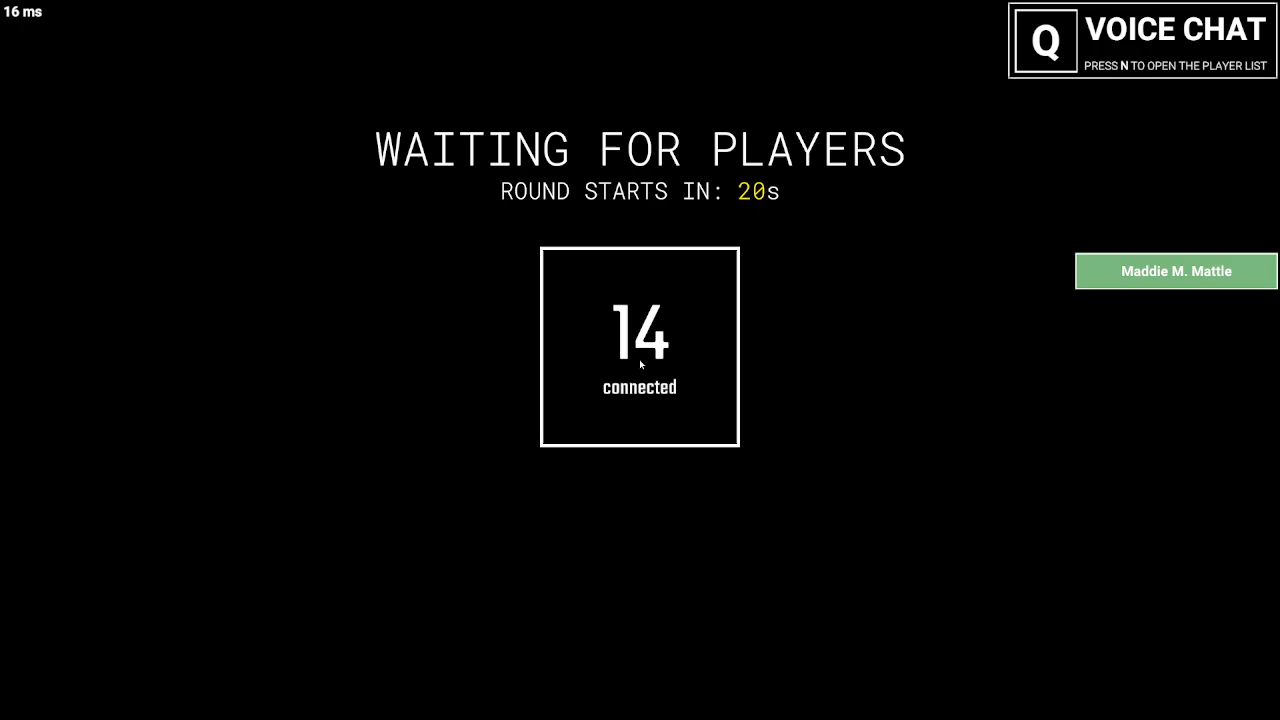 16 ms
Q
VOICE CHAT
PRESS N TO OPEN THE PLAYER LIST
WAITING FOR PLAYERS
ROUND STARTS IN: 20s
Maddie M. Mattle
14
connected